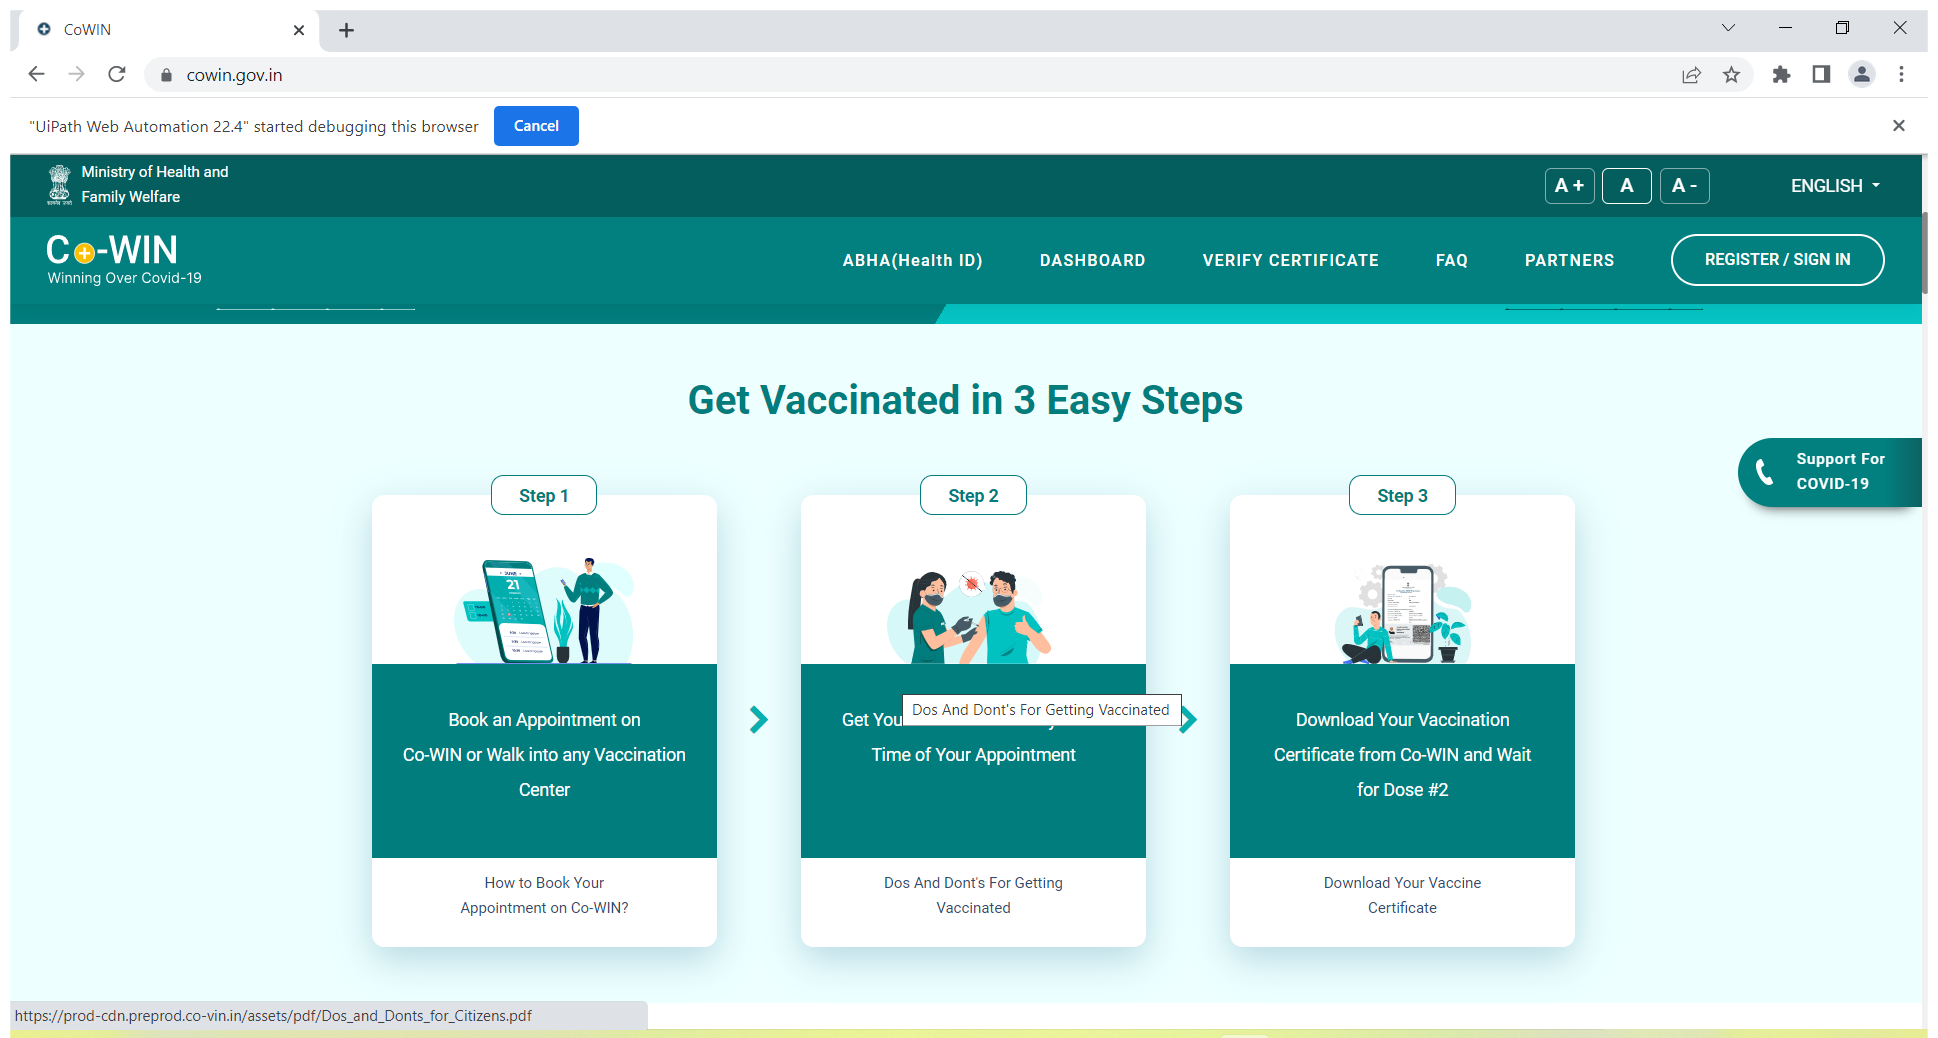 CoWIN
cowin.gov.in
"UiPath Web Automation 22.4" started debugging this browser
Cancel
Ministry of Health and
Family Welfare
A +
A
A -
ENGLISH
Co-WIN
Winning Over Covid-19
ABHA(Health ID)
DASHBOARD
VERIFY CERTIFICATE
FAQ
PARTNERS
REGISTER / SIGN IN
Get Vaccinated in 3 Easy Steps
Support For
COVID-19
Step 1
Step 2
Step 3
JUNE
21
Book an Appointment on
Co-WIN or Walk into any Vaccination
Center
Get You
Time of Your Appointment
Dos And Dont's For Getting Vaccinated
Download Your Vaccination
Certificate from Co-WIN and Wait
for Dose #2
How to Book Your
Appointment on Co-WIN?
Dos And Dont's For Getting
Vaccinated
Download Your Vaccine
Certificate
https://prod-cdn.preprod.co-vin.in/assets/pdf/Dos_and_Donts_for_Citizens.pdf